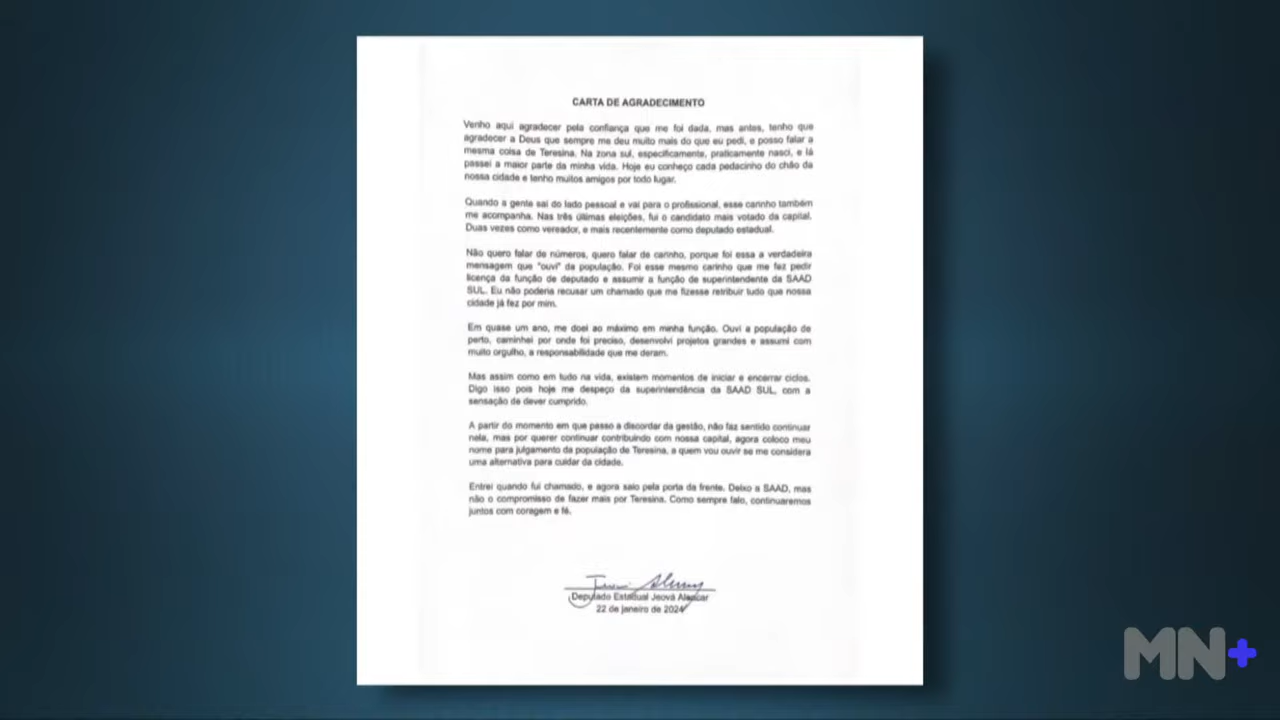 CARTA DE AGRADECIMENTO
Venho aqui agradecer pela confiança que me foi dada, mas antes, tenho que
agradecer a Deus que sempre me deu muito mais do que eu pedi, e posso falar a
mesma coisa de Teresina. Na zona sul, especificamente, praticamente nasci, e lá
passei a maior parte da minha vida. Hoje eu conheço cada pedacinho do chão da
nossa cidade e tenho muitos amigos por todo lugar.
Quando a gente sai do lado pessoal e vai para o profissional, esse carinho também
me acompanha. Nas três últimas eleições, fui o candidato mais votado da capital.
Duas vezes como vereador, e mais recentemente como deputado estadual.
Não quero falar de números, quero falar de carinho, porque foi essa a verdadeira
mensagem que "ouvi" da população. Foi esse mesmo carinho que me fez pedir
licença da função de deputado e assumir a função de superintendente da SAAD
SUL. Eu não poderia recusar um chamado que me fizesse retribuir tudo que nossa
cidade já fez por mim.
Em quase um ano, me doei ao máximo em minha função. Ouvi a população de
perto, caminhei por onde foi preciso, desenvolvi projetos grandes e assumi com
muito orgulho, a responsabilidade que me deram.
Mas assim como em tudo na vida, existem momentos de iniciar e encerrar ciclos.
Digo isso pois hoje me despeço da superintendência da SAAD SUL, com a
sensação de dever cumprido.
A partir do momento em que passo a discordar da gestão, não faz sentido continuar
nela, mas por querer continuar contribuindo com nossa capital, agora coloco meu
nome para julgamento da população de Teresina, a quem vou ouvir se me considera
uma alternativa para cuidar da cidade.
Entrei quando fui chamado, e agora saio pela porta da frente. Deixo a SAAD, mas
não o compromisso de fazer mais por Teresina. Como sempre falo, continuaremos
juntos com coragem e fé.
Deputado Estadual Jeová Alencar
22 de janeiro de 2024
MN+